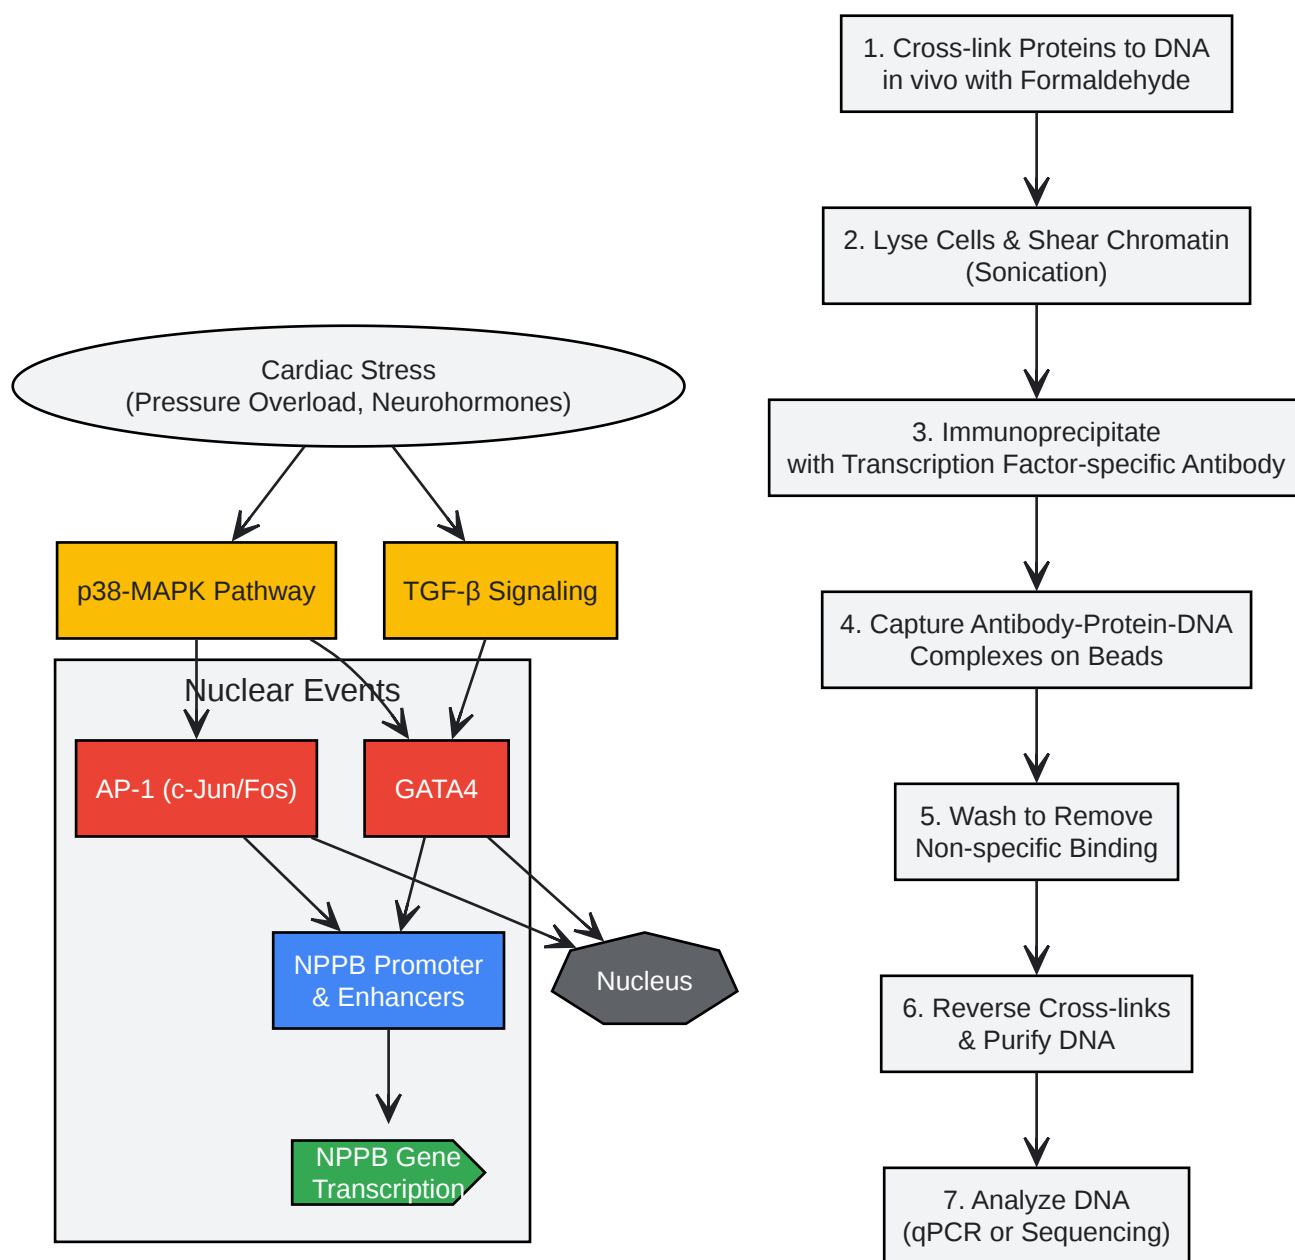 Cardiac Stress
(Pressure Overload, Neurohormones)
p38-MAPK Pathway
TGF-β Signaling
Nuclear Events
AP-1 (c-Jun/Fos)
GATA4
NPPB Promoter
& Enhancers
Nucleus
NPPB Gene
Transcription
1. Cross-link Proteins to DNA
in vivo with Formaldehyde
2. Lyse Cells & Shear Chromatin
(Sonication)
3. Immunoprecipitate
with Transcription Factor-specific Antibody
4. Capture Antibody-Protein-DNA
Complexes on Beads
5. Wash to Remove
Non-specific Binding
6. Reverse Cross-links
& Purify DNA
7. Analyze DNA
(qPCR or Sequencing)